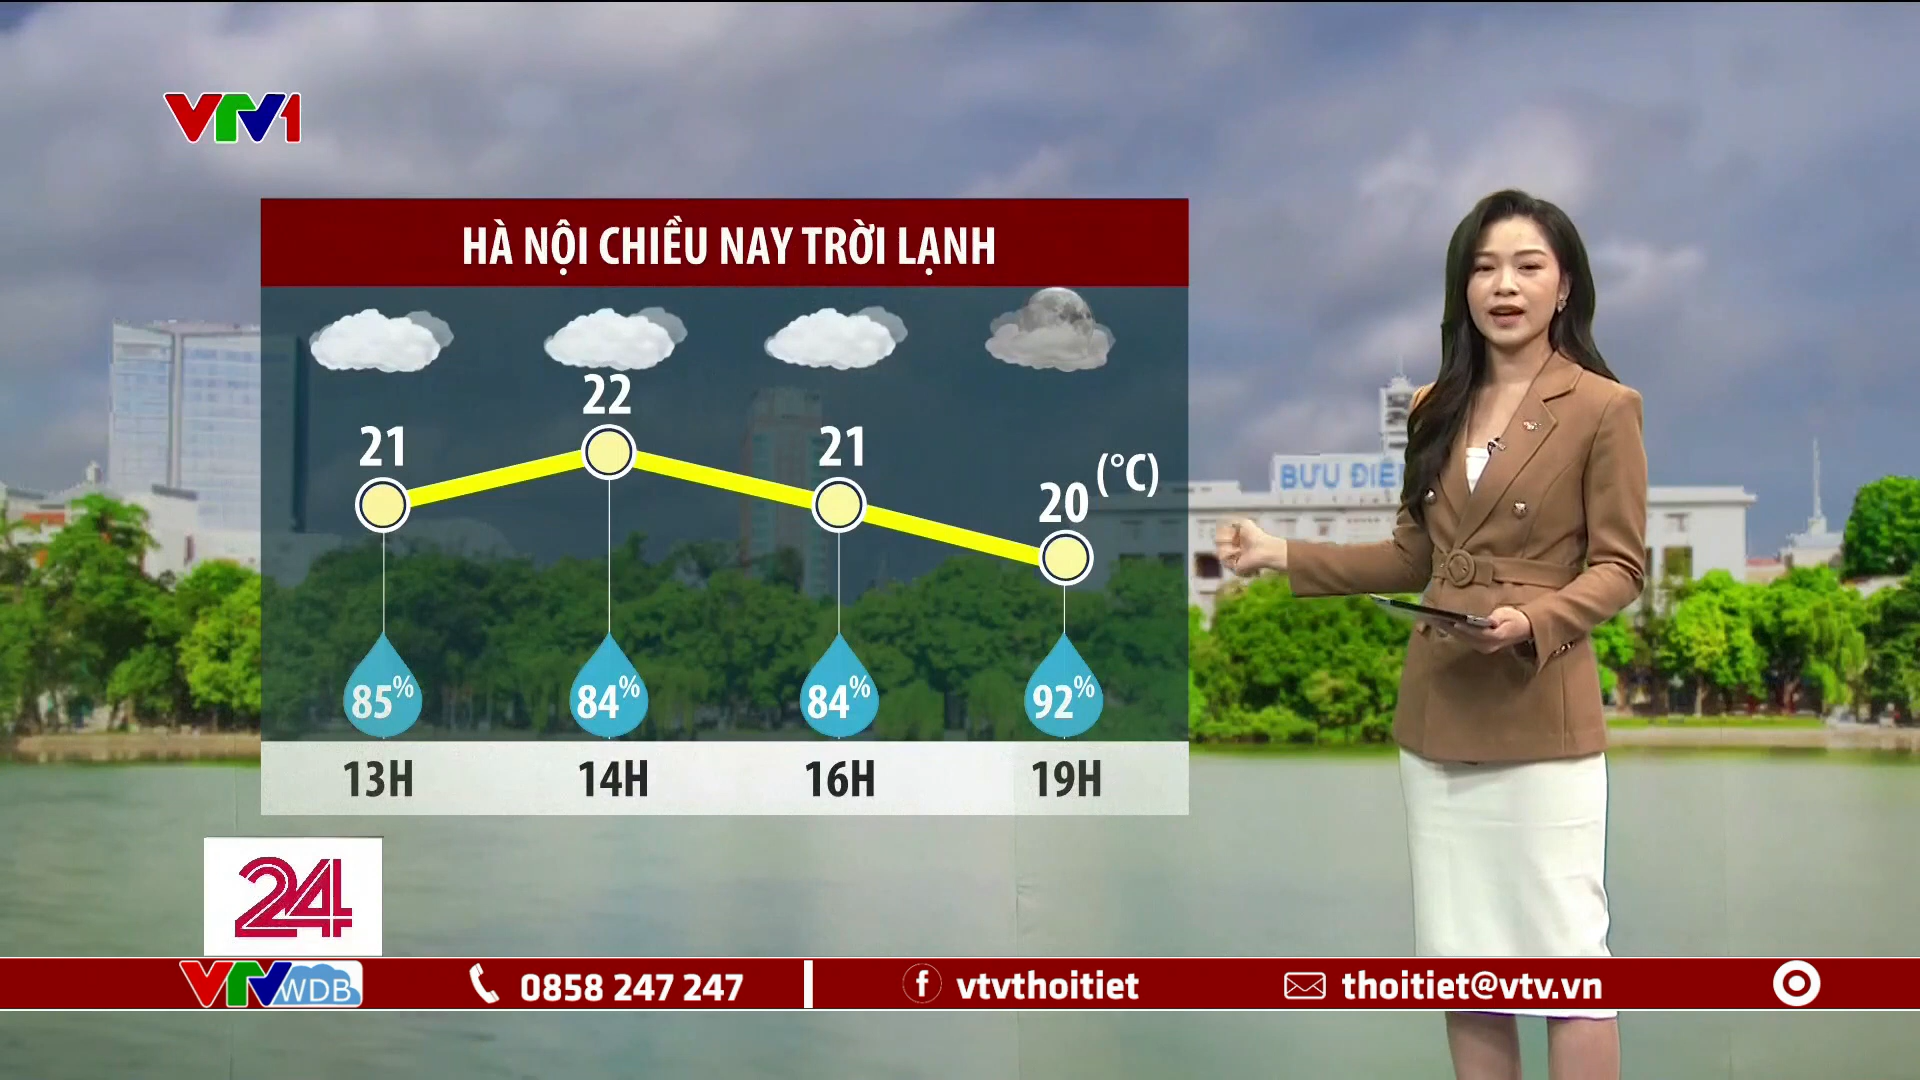 VTV1
HÀ NỘI CHIỀU NAY TRỜI LẠNH
21
22
21
20
(°C)
85%
84%
84%
92%
13H
14H
16H
19H
BƯU ĐIỆ
24
VTV WDB
0858 247 247
vtvthoitiet
thoitiet@vtv.vn